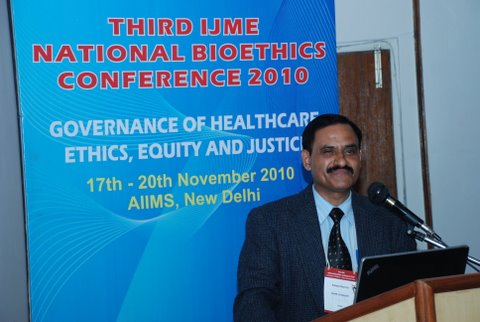 THIRD IJME
NATIONAL BIOETHICS
CONFERENCE 2010
GOVERNANCE OF HEALTHCARE
ETHICS, EQUITY AND JUSTIC
17th - 20th November 2010
AIIMS, New Delhi